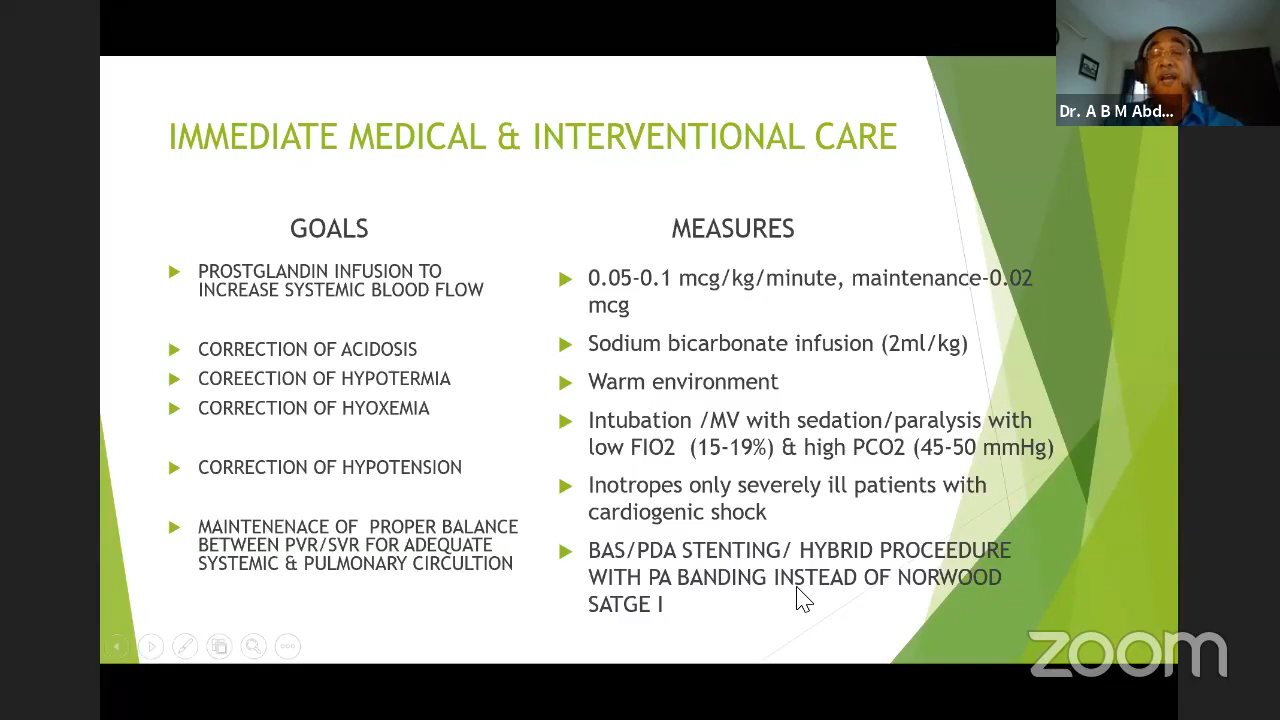 IMMEDIATE MEDICAL & INTERVENTIONAL CARE
GOALS
PROSTGLANDIN INFUSION TO
INCREASE SYSTEMIC BLOOD FLOW
CORRECTION OF ACIDOSIS
COREECTION OF HYPOTERMIA
CORRECTION OF HYOXEMIA
CORRECTION OF HYPOTENSION
MAINTENENACE OF PROPER BALANCE
BETWEEN PVR/SVR FOR ADEQUATE
SYSTEMIC & PULMONARY CIRCULTION
MEASURES
0.05-0.1 mcg/kg/minute, maintenance-0.02
mcg
Sodium bicarbonate infusion (2ml/kg)
Warm environment
Intubation /MV with sedation/paralysis with
low FIO2 (15-19%) & high PCO2 (45-50 mmHg)
Inotropes only severely ill patients with
cardiogenic shock
BAS/PDA STENTING/ HYBRID PROCEEDURE
WITH PA BANDING INSTEAD OF NORWOOD
SATGE I
Dr. A B M Abd...
zoom